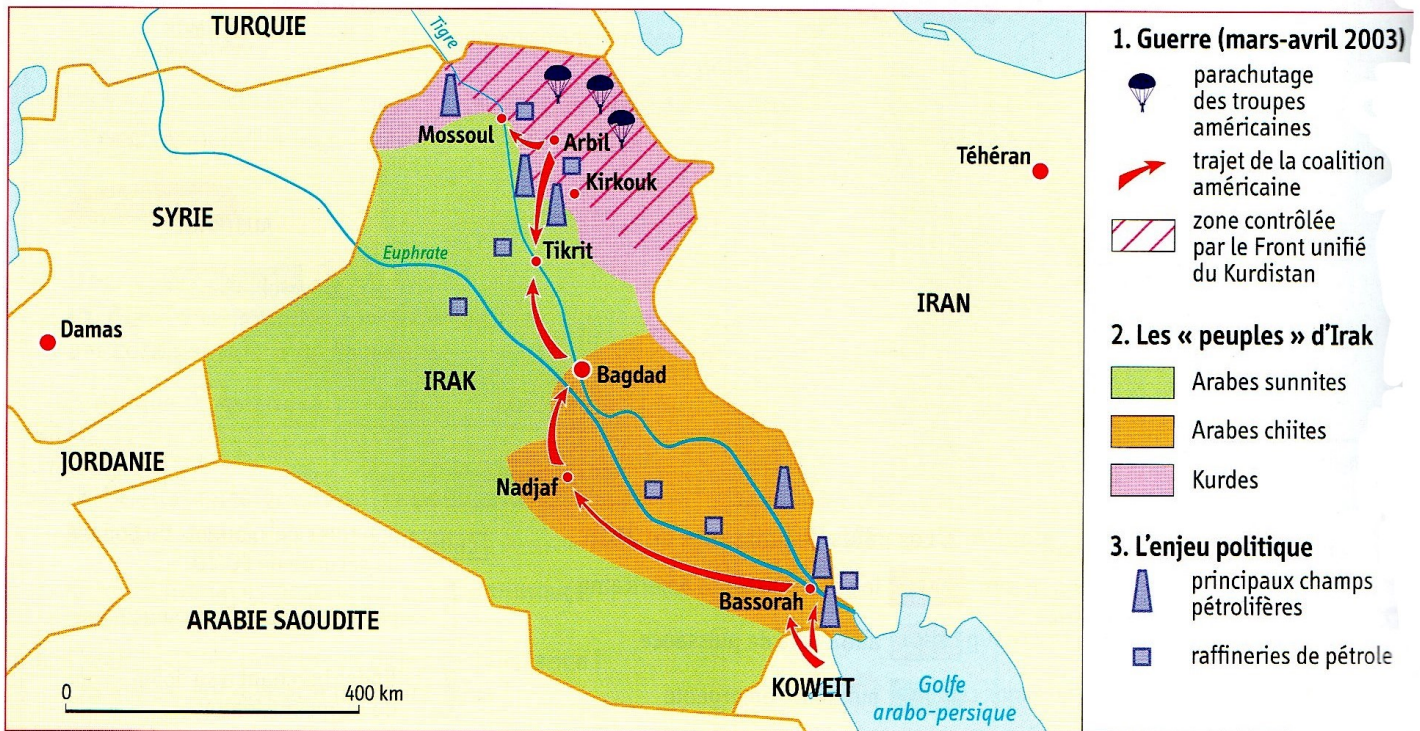 TURQUIE
Tigre
Mossoul
Arbil
Kirkouk
Téhéran
SYRIE
Euphrate
Tikrit
IRAN
Damas
IRAK
Bagdad
JORDANIE
Nadjaf
Bassorah
ARABIE SAOUDITE
KOWEIT
Golfe
arabo-persique
0
400 km
1. Guerre (mars-avril 2003)
parachutage
des troupes
américaines
trajet de la coalition
américaine
zone contrôlée
par le Front unifié
du Kurdistan
2. Les « peuples » d'Irak
Arabes sunnites
Arabes chiites
Kurdes
3. L'enjeu politique
principaux champs
pétrolifères
raffineries de pétrole